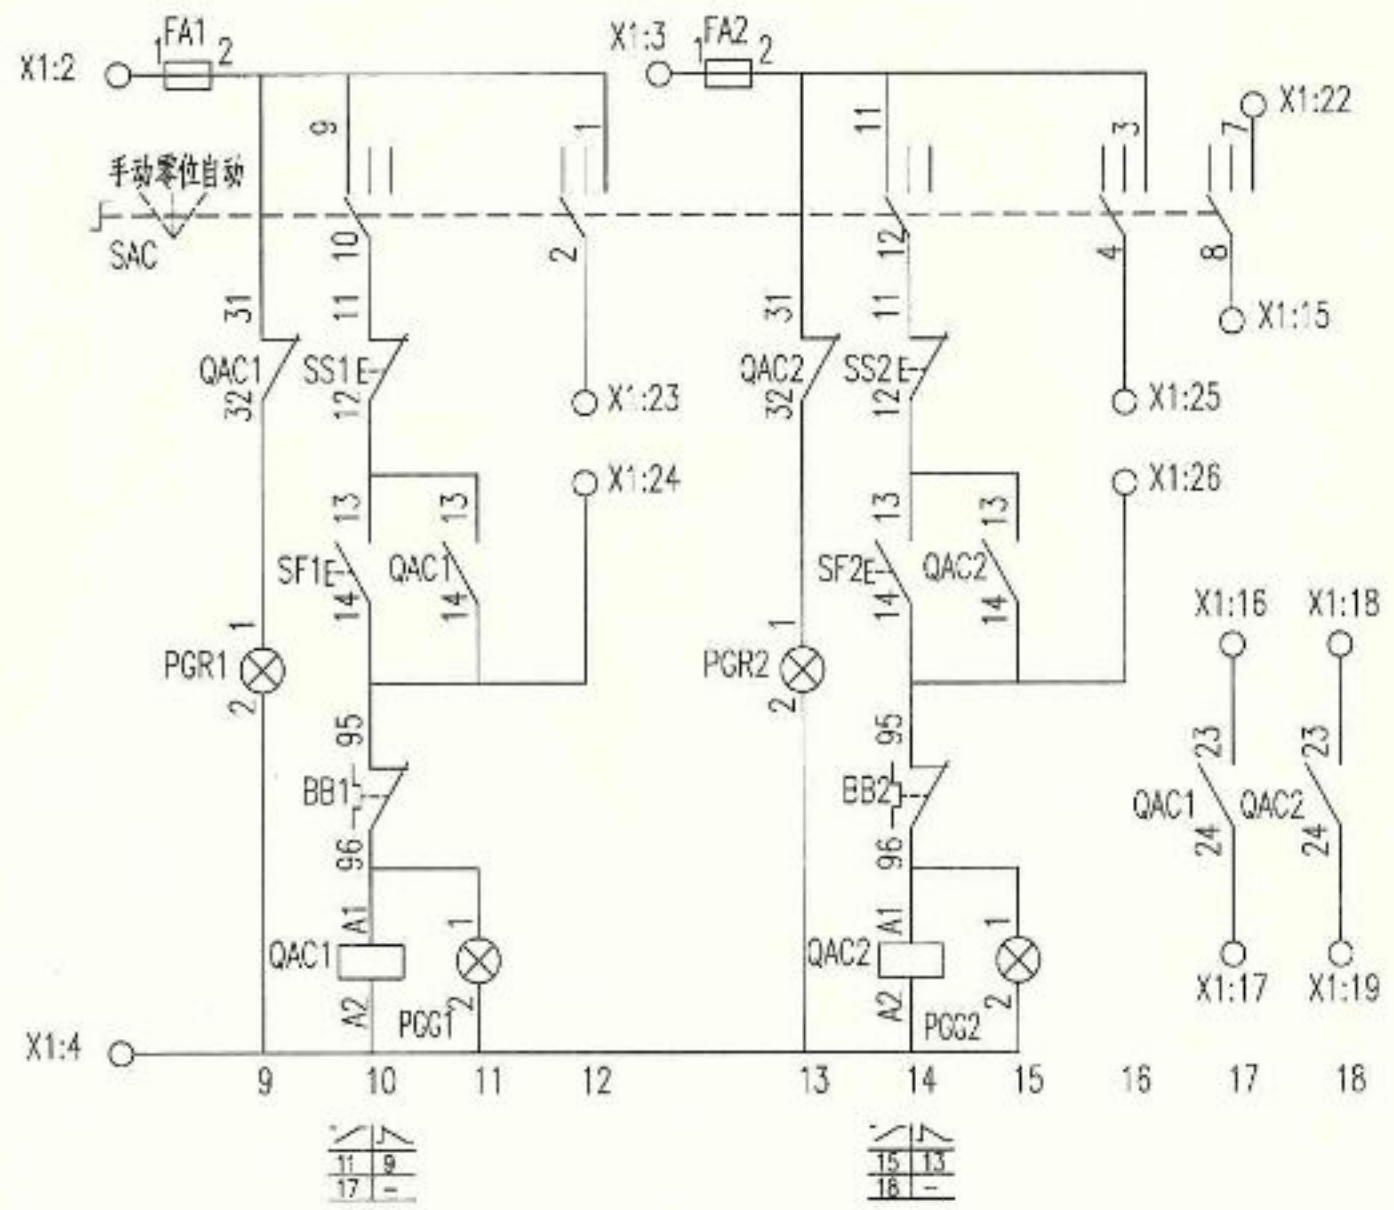 X1:2
1 FA1 2
X1:3
1 FA2 2
X1:22
9
1
11
3
7
手动零位自动
SAC
10
2
12
4
8
X1:15
31
11
31
11
QAC1
SS1E
QAC2
SS2E
32
12
32
12
X1:23
X1:25
X1:24
X1:26
13
13
13
13
SF1E
QAC1
SF2E
QAC2
14
14
14
14
X1:16
X1:18
1
PGR1
2
1
PGR2
2
95
BB1
96
95
BB2
96
23
QAC1
24
23
QAC2
24
X1:17
X1:19
A1
QAC1
A2
1
2
PGG1
A1
QAC2
A2
1
2
PGG2
X1:4
9 10 11 12 13 14 15 16 17 18
11 9
17 -
15 13
18 -